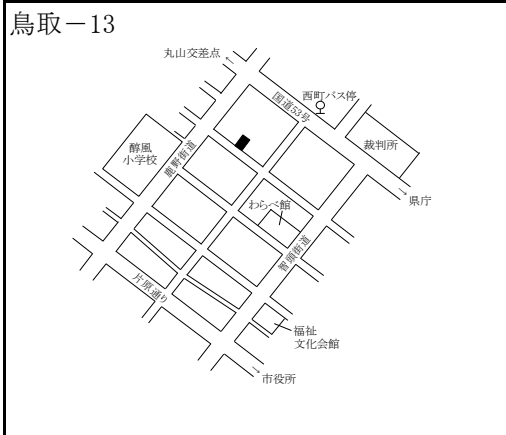 鳥取－13
丸山交差点
←
国道53号
西町バス停
裁判所
醇風
小学校
鹿野街道
→
県庁
わらべ館
智頭街道
片原通り
福祉
文化会館
→
市役所